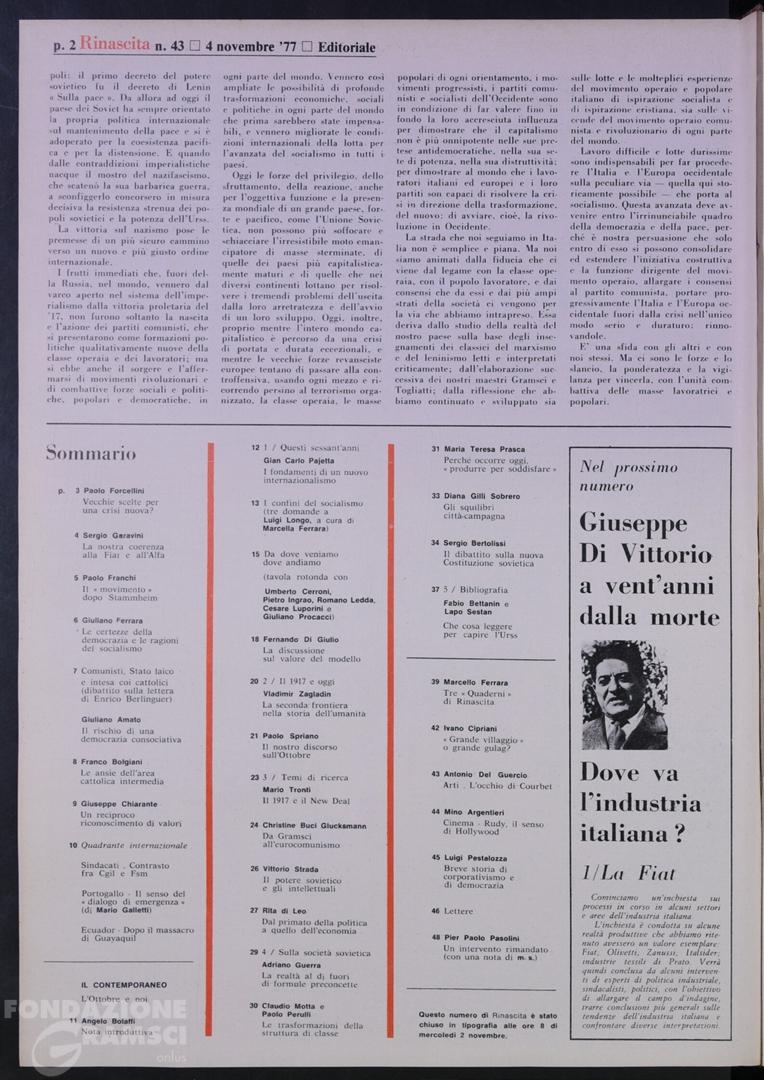 p. 2 Rinascita n. 43 □ 4 novembre '77 □ Editoriale
poli: il primo decreto del potere
sovietico fu il decreto di Lenin
« Sulla pace ». Da allora ad oggi il
paese dei Soviet ha sempre orientato
la propria politica internazionale
sul mantenimento della pace e si è
adoperato per la coesistenza pacifi-
ca e per la distensione. E quando
dalle contraddizioni imperialistiche
nacque il mostro del nazifascismo,
che scatenò la sua barbarica guerra,
a sconfiggerlo concorsero in misura
decisiva la resistenza strenua dei po-
poli sovietici e la potenza dell'Urss.
La vittoria sul nazismo pose le
premesse di un più sicuro cammino
verso un nuovo e più giusto ordine
internazionale.
I frutti immediati che, fuori del-
la Russia, nel mondo, vennero dal
varco aperto nel sistema dell'impe-
rialismo dalla vittoria proletaria del
'17, non furono soltanto la nascita
e l'azione dei partiti comunisti, che
si presentarono come formazioni po-
litiche qualitativamente nuove della
classe operaia e dei lavoratori; ma
si ebbe anche il sorgere e l'affer-
marsi di movimenti rivoluzionari e
di combattive forze sociali e politi-
che, popolari e democratiche, in
ogni parte del mondo. Vennero così
ampliate le possibilità di profonde
trasformazioni economiche, sociali
e politiche in ogni parte del mondo
che prima sarebbero state impensa-
bili, e vennero migliorate le condi-
zioni internazionali della lotta per
l'avanzata del socialismo in tutti i
paesi.
Oggi le forze del privilegio, dello
sfruttamento, della reazione, anche
per l'oggettiva funzione e la presen-
za mondiale di un grande paese, for-
te e pacifico, come l'Unione Sovie-
tica, non possono più soffocare e
schiacciare l'irresistibile moto eman-
cipatore di masse sterminate, di
quelle dei paesi più capitalistica-
mente maturi e di quelle che nei
diversi continenti lottano per risol-
vere i tremendi problemi dell'uscita
dalla loro arretratezza e dell'avvio
di un loro sviluppo. Oggi, inoltre,
proprio mentre l'intero mondo ca-
pitalistico è percorso da una crisi
di portata e durata eccezionali, e
mentre le vecchie forze revansciste
europee tentano di passare alla con-
troffensiva, usando ogni mezzo e ri-
correndo persino al terrorismo orga-
nizzato, la classe operaia, le masse
popolari di ogni orientamento, i mo-
vimenti progressisti, i partiti comu-
nisti e socialisti dell'Occidente sono
in condizione di far valere fino in
fondo la loro accresciuta influenza
per dimostrare che il capitalismo
non è più onnipotente nelle sue pre-
tese antidemocratiche, nella sua se-
te di potenza, nella sua distruttività;
per dimostrare al mondo che i lavo-
ratori italiani ed europei e i loro
partiti son capaci di risolvere la cri-
si in direzione della trasformazione,
del nuovo: di avviare, cioè, la rivo-
luzione in Occidente.
La strada che noi seguiamo in Ita-
lia non è semplice e piana. Ma noi
siamo animati dalla fiducia che ci
viene dal legame con la classe ope-
raia, con il popolo lavoratore, e dai
consensi che da essi e dai più ampi
strati della società ci vengono per
la via che abbiamo intrapreso. Essa
deriva dallo studio della realtà del
nostro paese sulla base degli inse-
gnamenti dei classici del marxismo
e del leninismo letti e interpretati
criticamente; dall'elaborazione suc-
cessiva dei nostri maestri Gramsci e
Togliatti; dalla riflessione che ab-
biamo continuato e sviluppato sia
sulle lotte e le molteplici esperienze
del movimento operaio e popolare
italiano di ispirazione socialista e
di ispirazione cristiana, sia sulle vi-
cende del movimento operaio comu-
nista e rivoluzionario di ogni parte
del mondo.
Lavoro difficile e lotte durissime
sono indispensabili per far procede-
re l'Italia e l'Europa occidentale
sulla peculiare via — quella qui sto-
ricamente possibile — che porta al
socialismo. Questa avanzata deve av-
venire entro l'irrinunciabile quadro
della democrazia e della pace, per-
ché è nostra persuasione che solo
entro di esso si possono consolidare
ed estendere l'iniziativa costruttiva
e la funzione dirigente del movi-
mento operaio, allargare i consensi
al partito comunista, portare pro-
gressivamente l'Italia e l'Europa oc-
cidentale fuori dalla crisi nell'unico
modo serio e duraturo: rinno-
vandole.
E' una sfida con gli altri e con
noi stessi. Ma ci sono le forze e lo
slancio, la ponderatezza e la vigi-
lanza per vincerla, con l'unità com-
battiva delle masse lavoratrici e
popolari.
Sommario
p. 3 Paolo Forcellini
Vecchie scelte per
una crisi nuova?
4 Sergio Garavini
La nostra coerenza
alla Fiat e all'Alfa
5 Paolo Franchi
Il « movimento »
dopo Stammheim
6 Giuliano Ferrara
Le certezze della
democrazia e le ragioni
del socialismo
7 Comunisti, Stato laico
e intesa coi cattolici
(dibattito sulla lettera
di Enrico Berlinguer)
Giuliano Amato
Il rischio di una
democrazia consociativa
8 Franco Bolgiani
Le ansie dell'area
cattolica intermedia
9 Giuseppe Chiarante
Un reciproco
riconoscimento di valori
10 Quadrante internazionale
Sindacati . Contrasto
fra Cgil e Fsm
Portogallo - Il senso del
« dialogo di emergenza »
(di Mario Galletti)
Ecuador - Dopo il massacro
di Guayaquil
IL CONTEMPORANEO
L'Ottobre e noi
11 Angelo Bolaffi
Nota introduttiva
12 1 / Questi sessant'anni
Gian Carlo Pajetta
I fondamenti di un nuovo
internazionalismo
13 I confini del socialismo
(tre domande a
Luigi Longo, a cura di
Marcella Ferrara)
15 Da dove veniamo
dove andiamo
(tavola rotonda con
Umberto Cerroni,
Pietro Ingrao, Romano Ledda,
Cesare Luporini e
Giuliano Procacci)
18 Fernando Di Giulio
La discussione
sul valore del modello
20 2 / Il 1917 e oggi
Vladimir Zagladin
La seconda frontiera
nella storia dell'umanità
21 Paolo Spriano
Il nostro discorso
sull'Ottobre
23 3 / Temi di ricerca
Mario Tronti
Il 1917 e il New Deal
24 Christine Buci Glucksmann
Da Gramsci
all'eurocomunismo
26 Vittorio Strada
Il potere sovietico
e gli intellettuali
27 Rita di Leo
Dal primato della politica
a quello dell'economia
29 4 / Sulla società sovietica
Adriano Guerra
La realtà al di fuori
di formule preconcette
30 Claudio Motta e
Paolo Perulli
Le trasformazioni della
struttura di classe
31 Maria Teresa Prasca
Perché occorre oggi,
« produrre per soddisfare »
33 Diana Gilli Sobrero
Gli squilibri
città-campagna
34 Sergio Bertolissi
Il dibattito sulla nuova
Costituzione sovietica
37 5 / Bibliografia
Fabio Bettanin e
Lapo Sestan
Che cosa leggere
per capire l'Urss
39 Marcello Ferrara
Tre « Quaderni »
di Rinascita
42 Ivano Cipriani
« Grande villaggio »
o grande gulag?
43 Antonio Del Guercio
Arti . L'occhio di Courbet
44 Mino Argentieri
Cinema - Rudy, il senso
di Hollywood
45 Luigi Pestalozza
Breve storia di
corporativismo e
di democrazia
46 Lettere
48 Pier Paolo Pasolini
Un intervento rimandato
(con una nota di m. s.)
Questo numero di Rinascita è stato
chiuso in tipografia alle ore 8 di
mercoledì 2 novembre.
Nel prossimo
numero
Giuseppe
Di Vittorio
a vent'anni
dalla morte
Dove va
l'industria
italiana ?
1/La Fiat
Cominciamo un'inchiesta sui
processi in corso in alcuni settori
e aree dell'industria italiana.
L'inchiesta è condotta su alcune
realtà produttive che abbiamo rite-
nuto avessero un valore esemplare:
Fiat, Olivetti, Zanussi, Italsider,
industrie tessili di Prato. Verrà
quindi conclusa da alcuni interven-
ti di esperti di politica industriale,
sindacalisti, politici, con l'obiettivo
di allargare il campo d'indagine,
trarre conclusioni più generali sulle
tendenze dell'industria italiana e
confrontare diverse interpretazioni.
FONDAZIONE
GRAMSCI
onlus